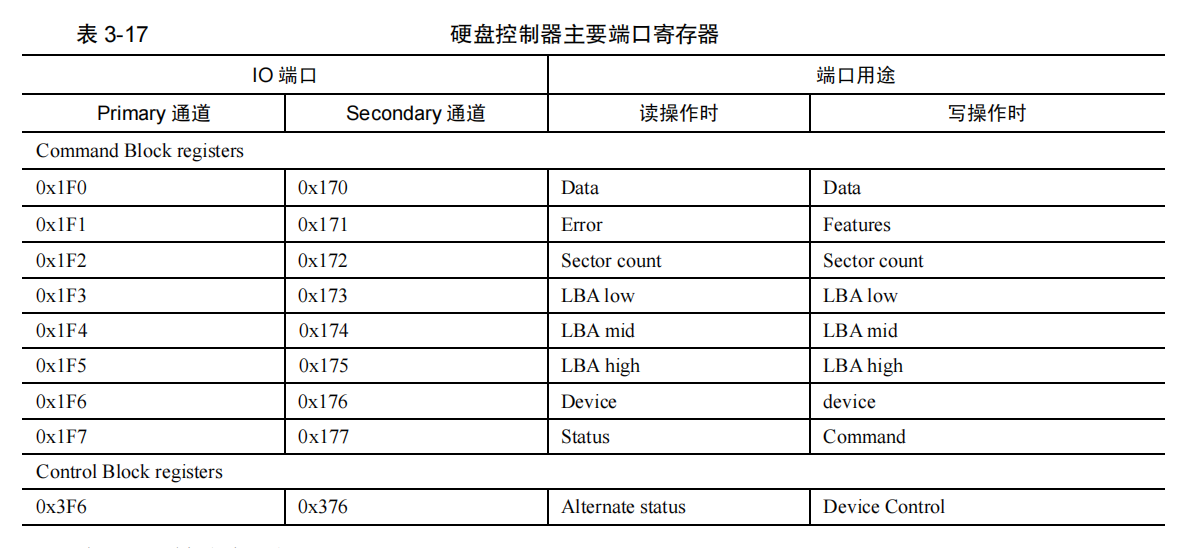 表 3-17 硬盘控制器主要端口寄存器
IO 端口 端口用途
Primary 通道 Secondary 通道 读操作时 写操作时
Command Block registers
0x1F0 0x170 Data Data
0x1F1 0x171 Error Features
0x1F2 0x172 Sector count Sector count
0x1F3 0x173 LBA low LBA low
0x1F4 0x174 LBA mid LBA mid
0x1F5 0x175 LBA high LBA high
0x1F6 0x176 Device device
0x1F7 0x177 Status Command
Control Block registers
0x3F6 0x376 Alternate status Device Control